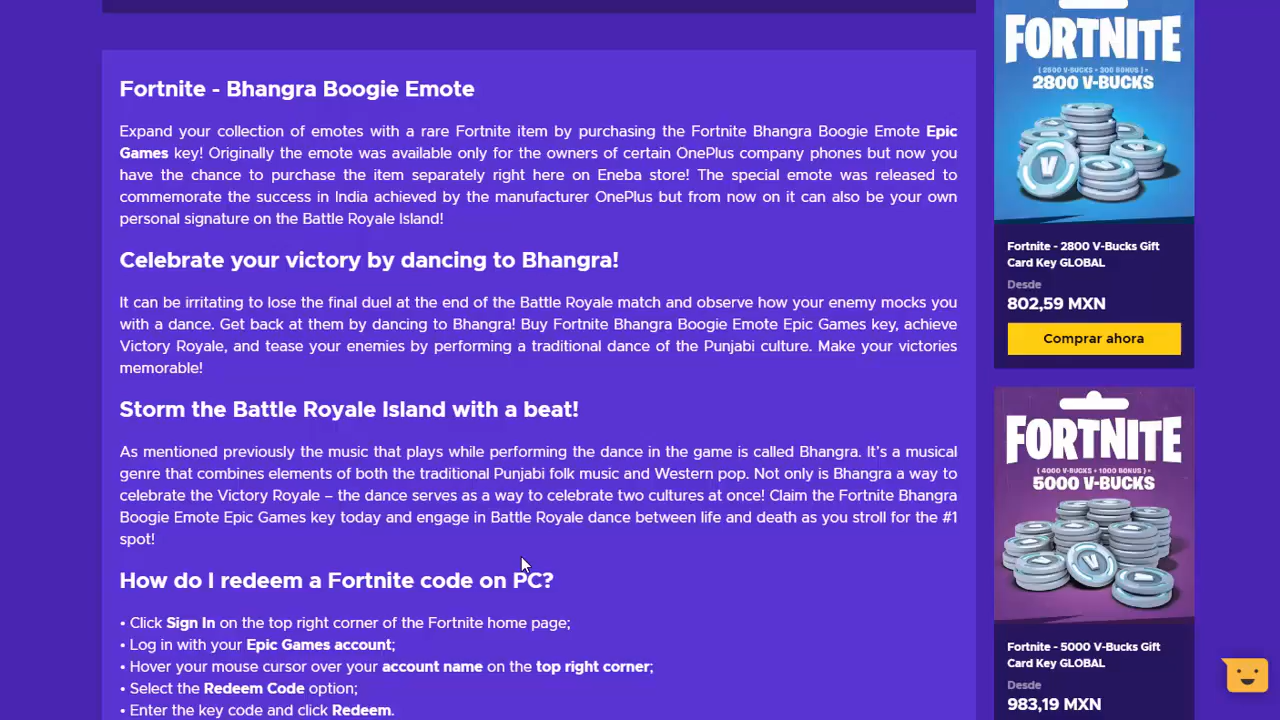 Fortnite - Bhangra Boogie Emote
Expand your collection of emotes with a rare Fortnite item by purchasing the Fortnite Bhangra Boogie Emote Epic
Games key! Originally the emote was available only for the owners of certain OnePlus company phones but now you
have the chance to purchase the item separately right here on Eneba store! The special emote was released to
commemorate the success in India achieved by the manufacturer OnePlus but from now on it can also be your own
personal signature on the Battle Royale Island!
Celebrate your victory by dancing to Bhangra!
It can be irritating to lose the final duel at the end of the Battle Royale match and observe how your enemy mocks you
with a dance. Get back at them by dancing to Bhangra! Buy Fortnite Bhangra Boogie Emote Epic Games key, achieve
Victory Royale, and tease your enemies by performing a traditional dance of the Punjabi culture. Make your victories
memorable!
Storm the Battle Royale Island with a beat!
As mentioned previously the music that plays while performing the dance in the game is called Bhangra. It's a musical
genre that combines elements of both the traditional Punjabi folk music and Western pop. Not only is Bhangra a way to
celebrate the Victory Royale – the dance serves as a way to celebrate two cultures at once! Claim the Fortnite Bhangra
Boogie Emote Epic Games key today and engage in Battle Royale dance between life and death as you stroll for the #1
spot!
How do I redeem a Fortnite code on PC?
• Click Sign In on the top right corner of the Fortnite home page;
• Log in with your Epic Games account;
• Hover your mouse cursor over your account name on the top right corner;
• Select the Redeem Code option;
• Enter the key code and click Redeem.
FORTNITE
( 2500 V-BUCKS + 300 BONUS )
2800 V-BUCKS
Fortnite - 2800 V-Bucks Gift
Card Key GLOBAL
Desde
802,59 MXN
Comprar ahora
FORTNITE
( 4000 V-BUCKS + 1000 BONUS )
5000 V-BUCKS
Fortnite - 5000 V-Bucks Gift
Card Key GLOBAL
Desde
983,19 MXN